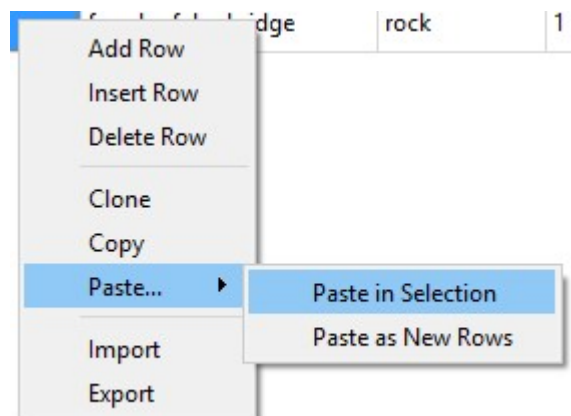 rock 1
Add Row
Insert Row
Delete Row
Clone
Copy
Paste...
Paste in Selection
Paste as New Rows
Import
Export